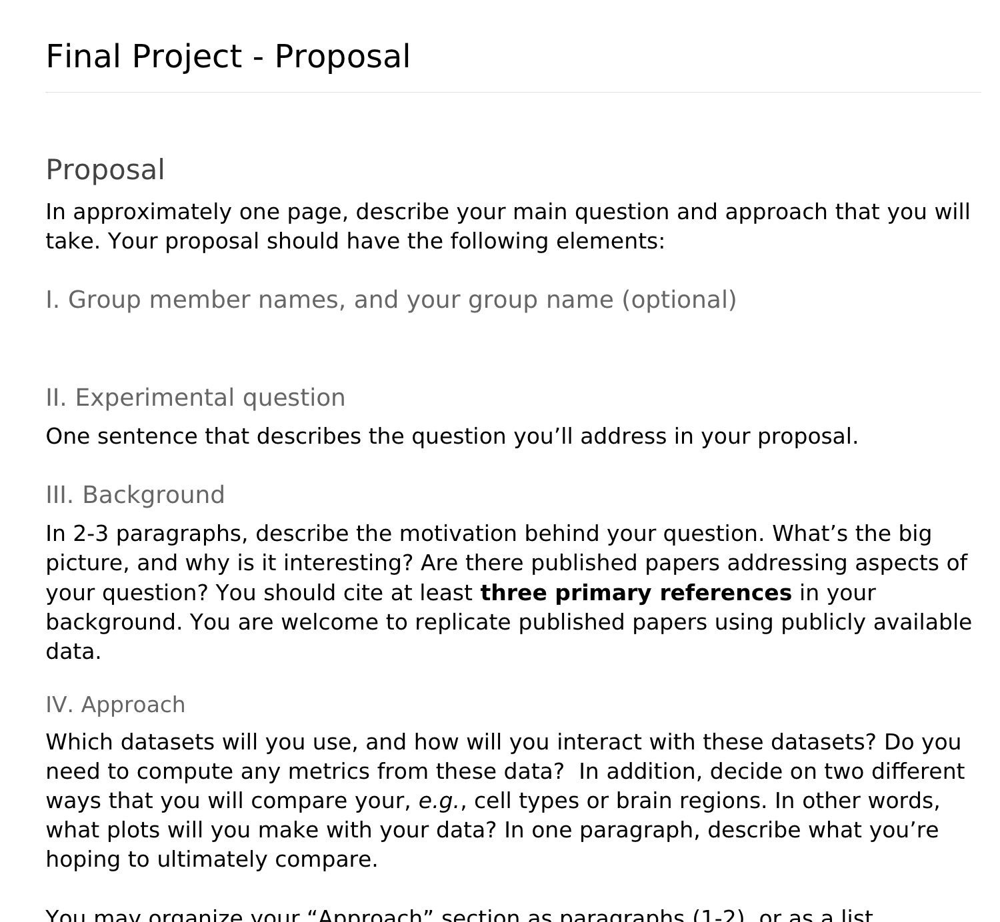 Final Project - Proposal
Proposal
In approximately one page, describe your main question and approach that you will
take. Your proposal should have the following elements:
I. Group member names, and your group name (optional)
II. Experimental question
One sentence that describes the question you’ll address in your proposal.
III. Background
In 2-3 paragraphs, describe the motivation behind your question. What’s the big
picture, and why is it interesting? Are there published papers addressing aspects of
your question? You should cite at least three primary references in your
background. You are welcome to replicate published papers using publicly available
data.
IV. Approach
Which datasets will you use, and how will you interact with these datasets? Do you
need to compute any metrics from these data?  In addition, decide on two different
ways that you will compare your, e.g., cell types or brain regions. In other words,
what plots will you make with your data? In one paragraph, describe what you’re
hoping to ultimately compare.
You may organize your “Approach” section as paragraphs (1-2), or as a list